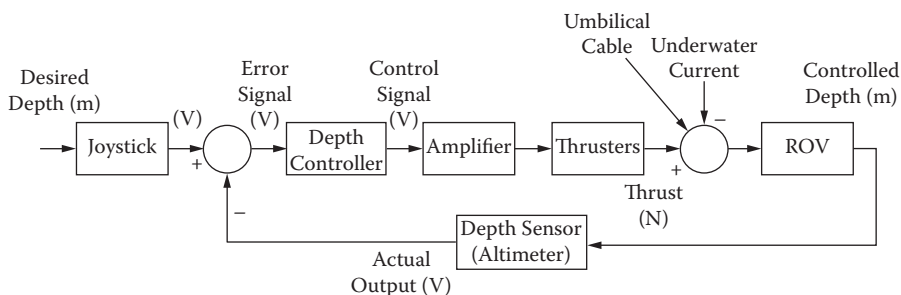 Umbilical
Cable
Underwater
Current
Desired
Depth (m)
Error
Signal
(V)
Control
Signal
(V)
Controlled
Depth (m)
(V)
Joystick
+
Depth
Controller
Amplifier
Thrusters
+
−
ROV
−
Thrust
(N)
Depth Sensor
(Altimeter)
Actual
Output (V)